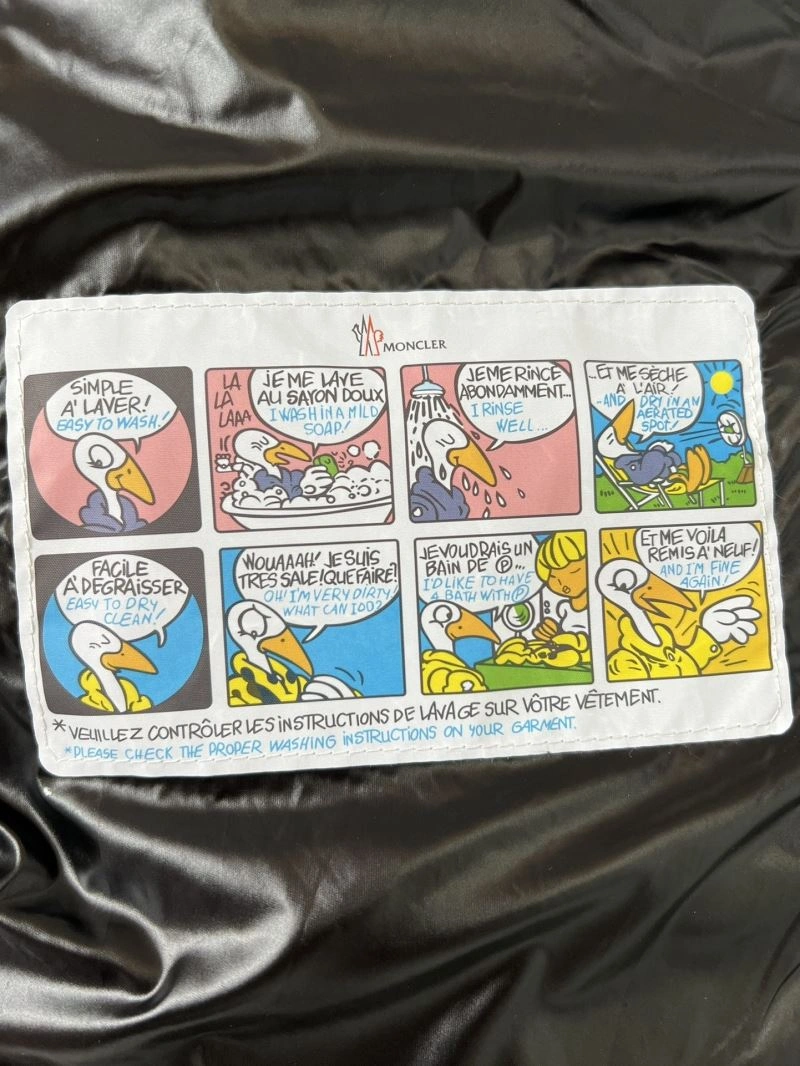 MONCLER
SIMPLE
A' LAVER!
EASY TO WASH!
LA
LA
LAAA
JE ME LAVE
AU SAVON DOUX
I WASH IN A MILD
SOAP!
JE ME RINCE
ABONDAMMENT...
I RINSE
WELL...
...ET ME SÈCHE
A' L'AIR!
...AND DRY IN AN
AERATED
SPOT!
FACILE
A' DEGRAISSER
EASY TO DRY
CLEAN!
WOUAAAH! JE SUIS
TRES SALE! QUE FAIRE?
OH! I'M VERY DIRTY,
WHAT CAN I DO?
JE VOUDRAIS UN
BAIN DE Ⓟ...
I'D LIKE TO HAVE
A BATH WITH Ⓟ
ET ME VOILA
REMIS A' NEUF!
AND I'M FINE
AGAIN!
* VEUILLEZ CONTRÔLER LES INSTRUCTIONS DE LAVAGE SUR VÔTRE VÊTEMENT.
*PLEASE CHECK THE PROPER WASHING INSTRUCTIONS ON YOUR GARMENT.